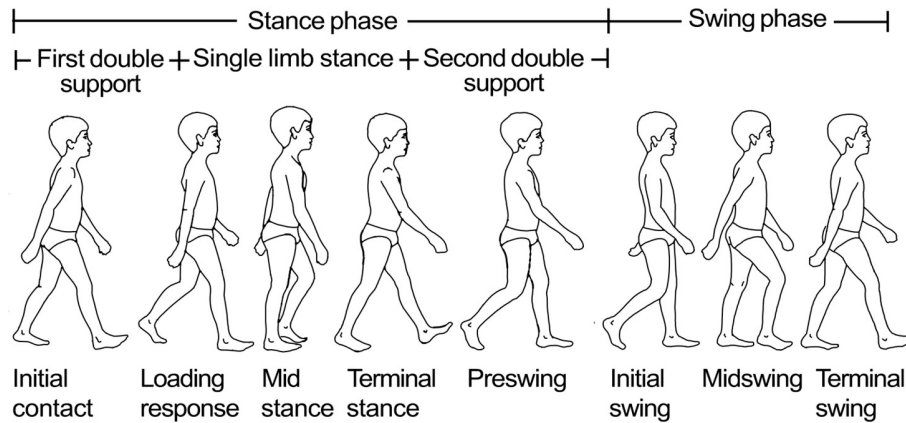 Stance phase
Swing phase
First double support
Single limb stance
Second double support
Initial contact
Loading response
Mid stance
Terminal stance
Preswing
Initial swing
Midswing
Terminal swing